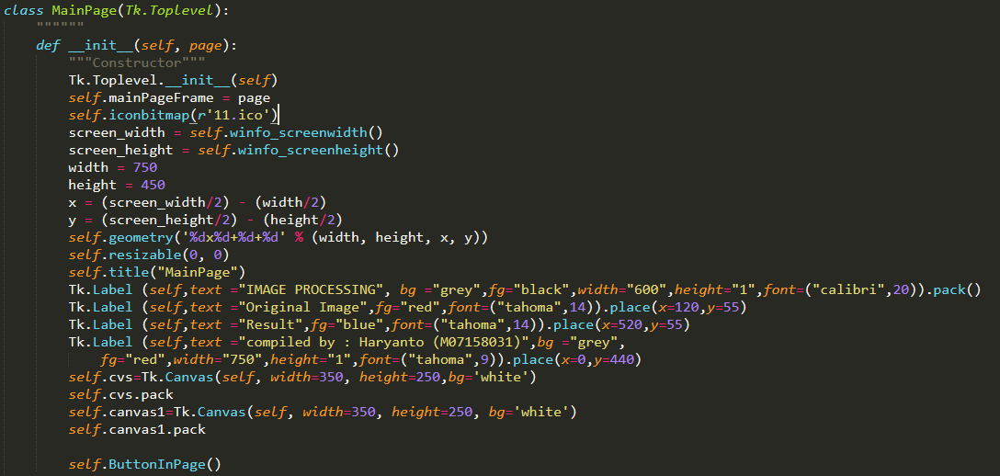 class MainPage(Tk.Toplevel):
    """"""
    def __init__(self, page):
        """Constructor"""
        Tk.Toplevel.__init__(self)
        self.mainPageFrame = page
        self.iconbitmap(r'11.ico')
        screen_width = self.winfo_screenwidth()
        screen_height = self.winfo_screenheight()
        width = 750
        height = 450
        x = (screen_width/2) - (width/2)
        y = (screen_height/2) - (height/2)
        self.geometry('%dx%d+%d+%d' % (width, height, x, y))
        self.resizable(0, 0)
        self.title("MainPage")
        Tk.Label (self,text ="IMAGE PROCESSING", bg ="grey",fg="black",width="600",height="1",font=("calibri",20)).pack()
        Tk.Label (self,text ="Original Image",fg="red",font=("tahoma",14)).place(x=120,y=55)
        Tk.Label (self,text ="Result",fg="blue",font=("tahoma",14)).place(x=520,y=55)
        Tk.Label (self,text ="compiled by : Haryanto (M07158031)",bg ="grey",
            fg="red",width="750",height="1",font=("tahoma",9)).place(x=0,y=440)
        self.cvs=Tk.Canvas(self, width=350, height=250,bg='white')
        self.cvs.pack
        self.canvas1=Tk.Canvas(self, width=350, height=250, bg='white')
        self.canvas1.pack
        self.ButtonInPage()